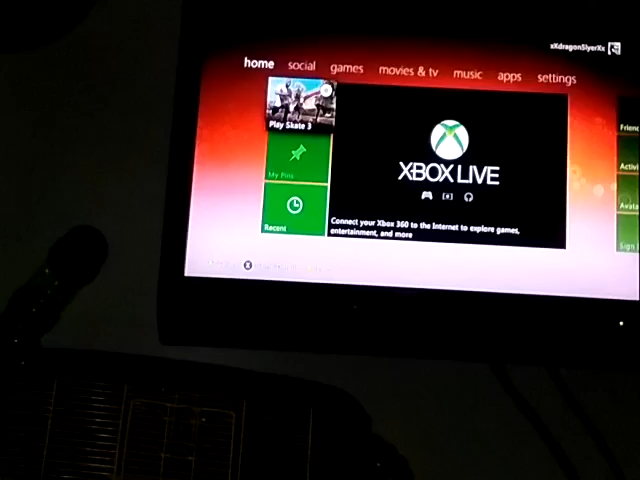 xXdragonSlyerXx
home social games movies & tv music apps settings
Play Skate 3
My Pins
Recent
XBOX LIVE
Connect your Xbox 360 to the Internet to explore games,
entertainment, and more
Friend
Activi
Avata
Sign
X